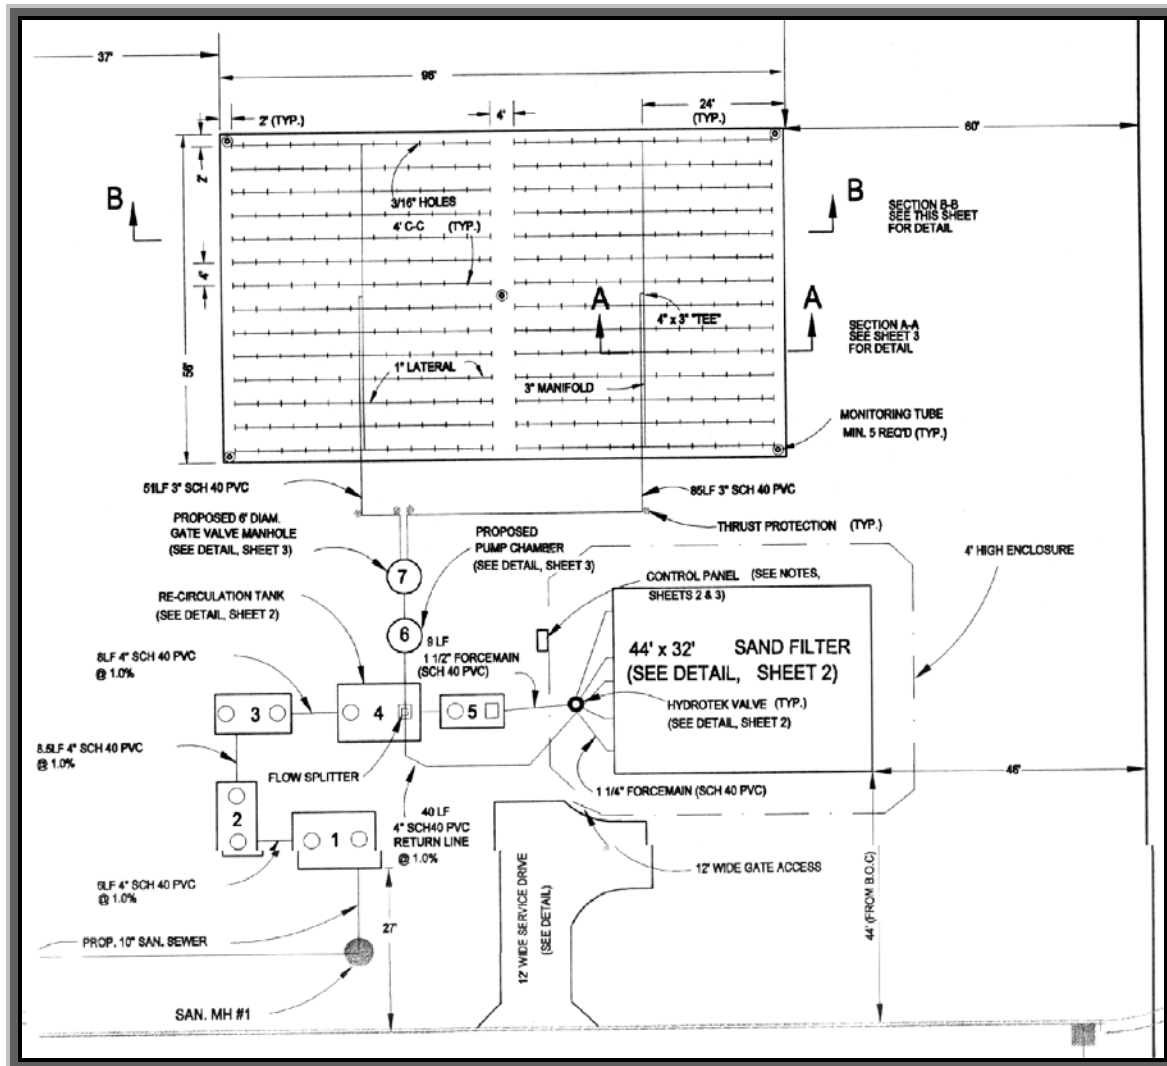 37'
96'
2' (TYP.)
4'
24'
(TYP.)
60'
2'
B
B
3/16" HOLES
4' C-C (TYP.)
SECTION B-B
SEE THIS SHEET
FOR DETAIL
4'
A
A
4" x 3" "TEE"
SECTION A-A
SEE SHEET 3
FOR DETAIL
56'
1" LATERAL
3" MANIFOLD
MONITORING TUBE
MIN. 5 REQ'D (TYP.)
51LF 3" SCH 40 PVC
85LF 3" SCH 40 PVC
PROPOSED 6' DIAM.
GATE VALVE MANHOLE
(SEE DETAIL, SHEET 3)
PROPOSED
PUMP CHAMBER
(SEE DETAIL, SHEET 3)
THRUST PROTECTION (TYP.)
4' HIGH ENCLOSURE
7
CONTROL PANEL (SEE NOTES,
SHEETS 2 & 3)
RE-CIRCULATION TANK
(SEE DETAIL, SHEET 2)
6
9 LF
1 1/2" FORCEMAIN
(SCH 40 PVC)
44' x 32' SAND FILTER
(SEE DETAIL, SHEET 2)
8LF 4" SCH 40 PVC
@ 1.0%
HYDROTEK VALVE (TYP.)
(SEE DETAIL, SHEET 2)
3
4
5
8.5LF 4" SCH 40 PVC
@ 1.0%
FLOW SPLITTER
46'
1 1/4" FORCEMAIN (SCH 40 PVC)
2
1
40 LF
4" SCH40 PVC
RETURN LINE
@ 1.0%
12' WIDE GATE ACCESS
4" SCH 40 PVC
@ 1.0%
12' WIDE SERVICE DRIVE
(SEE DETAIL)
44' (FROM B.O.C)
27'
PROP. 10" SAN. SEWER
SAN. MH #1